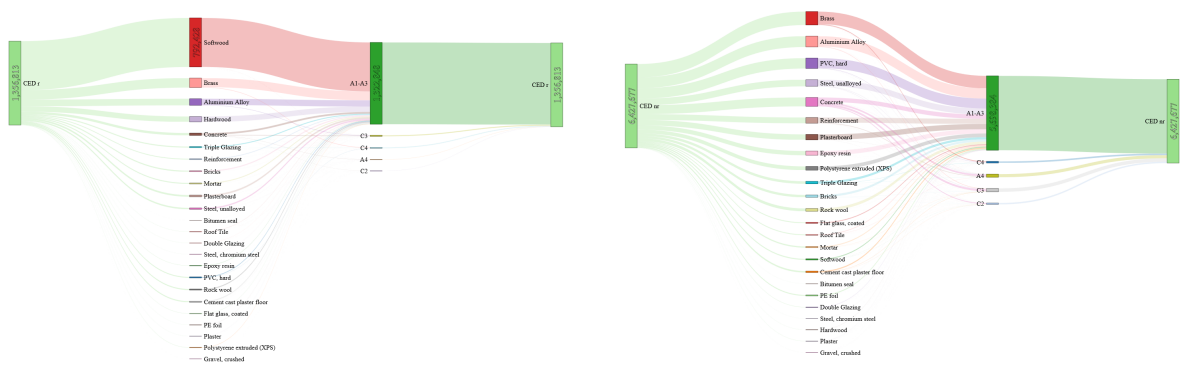 1,356,813
CED r
Softwood
Brass
Aluminium Alloy
Hardwood
Concrete
Triple Glazing
Reinforcement
Bricks
Mortar
Plasterboard
Steel, unalloyed
Bitumen seal
Roof Tile
Double Glazing
Steel, chromium steel
Epoxy resin
PVC, hard
Rock wool
Cement cast plaster floor
Flat glass, coated
PE foil
Plaster
Polystyrene extruded (XPS)
Gravel, crushed
A1-A3
C3
C4
A4
C2
CED r
1,356,813
6,427,677
CED nr
Brass
Aluminium Alloy
PVC, hard
Steel, unalloyed
Concrete
Reinforcement
Plasterboard
Epoxy resin
Polystyrene extruded (XPS)
Triple Glazing
Bricks
Rock wool
Flat glass, coated
Roof Tile
Mortar
Softwood
Cement cast plaster floor
Bitumen seal
PE foil
Double Glazing
Steel, chromium steel
Hardwood
Plaster
Gravel, crushed
A1-A3
C4
A4
C3
C2
CED nr
6,427,677